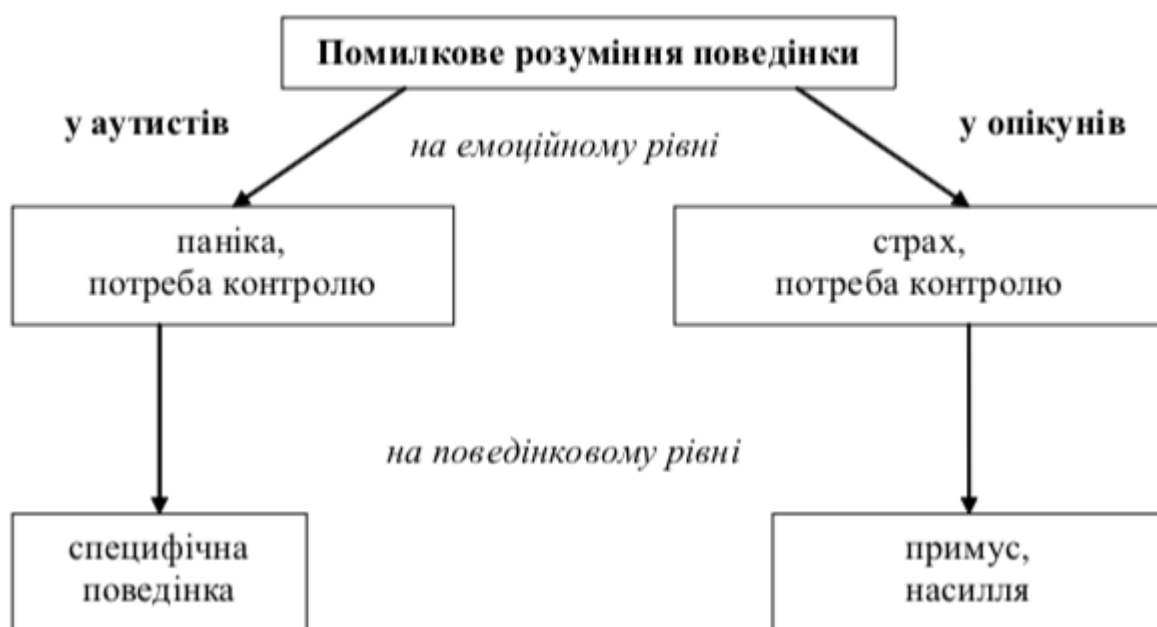 Помилкове розуміння поведінки
у аутистів
у опікунів
на емоційному рівні
паніка,
потреба контролю
страх,
потреба контролю
на поведінковому рівні
специфічна
поведінка
примус,
насилля